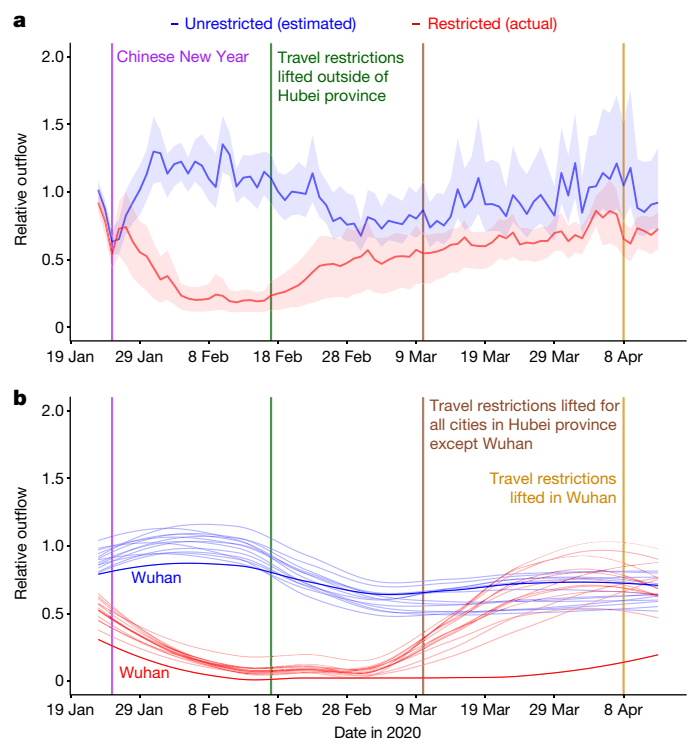 a
Unrestricted (estimated)
Restricted (actual)
2.0
1.5
1.0
0.5
0
Relative outflow
Chinese New Year
Travel restrictions
lifted outside of
Hubei province
19 Jan 29 Jan 8 Feb 18 Feb 28 Feb 9 Mar 19 Mar 29 Mar 8 Apr
b
2.0
1.5
1.0
0.5
0
Relative outflow
Travel restrictions lifted for
all cities in Hubei province
except Wuhan
Travel restrictions
lifted in Wuhan
Wuhan
Wuhan
19 Jan 29 Jan 8 Feb 18 Feb 28 Feb 9 Mar 19 Mar 29 Mar 8 Apr
Date in 2020